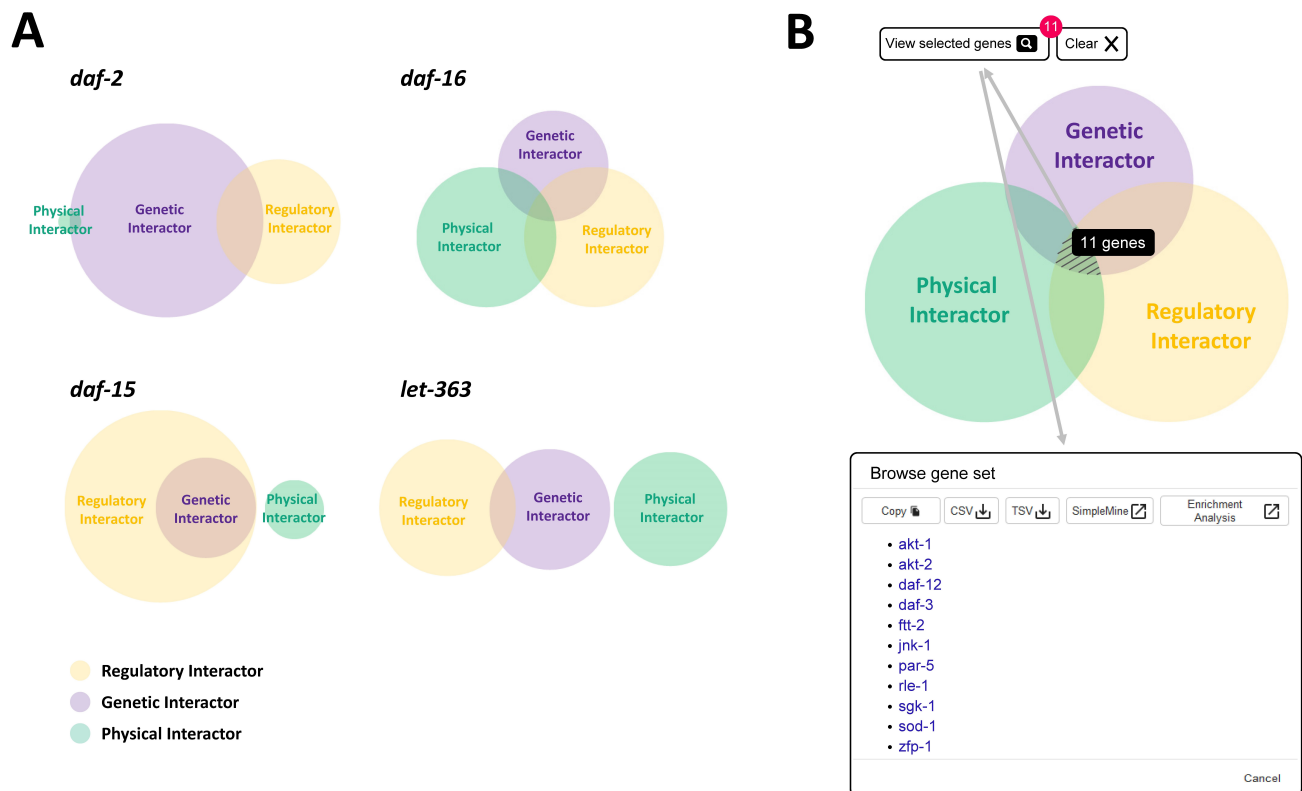 A
daf-2
Physical
Interactor
Genetic
Interactor
Regulatory
Interactor
daf-16
Genetic
Interactor
Physical
Interactor
Regulatory
Interactor
daf-15
Regulatory
Interactor
Genetic
Interactor
Physical
Interactor
let-363
Regulatory
Interactor
Genetic
Interactor
Physical
Interactor
Regulatory Interactor
Genetic Interactor
Physical Interactor
B
11
View selected genes
Clear
Genetic
Interactor
11 genes
Physical
Interactor
Regulatory
Interactor
Browse gene set
Copy
CSV
TSV
SimpleMine
Enrichment
Analysis
akt-1
akt-2
daf-12
daf-3
ftt-2
jnk-1
par-5
rle-1
sgk-1
sod-1
zfp-1
Cancel